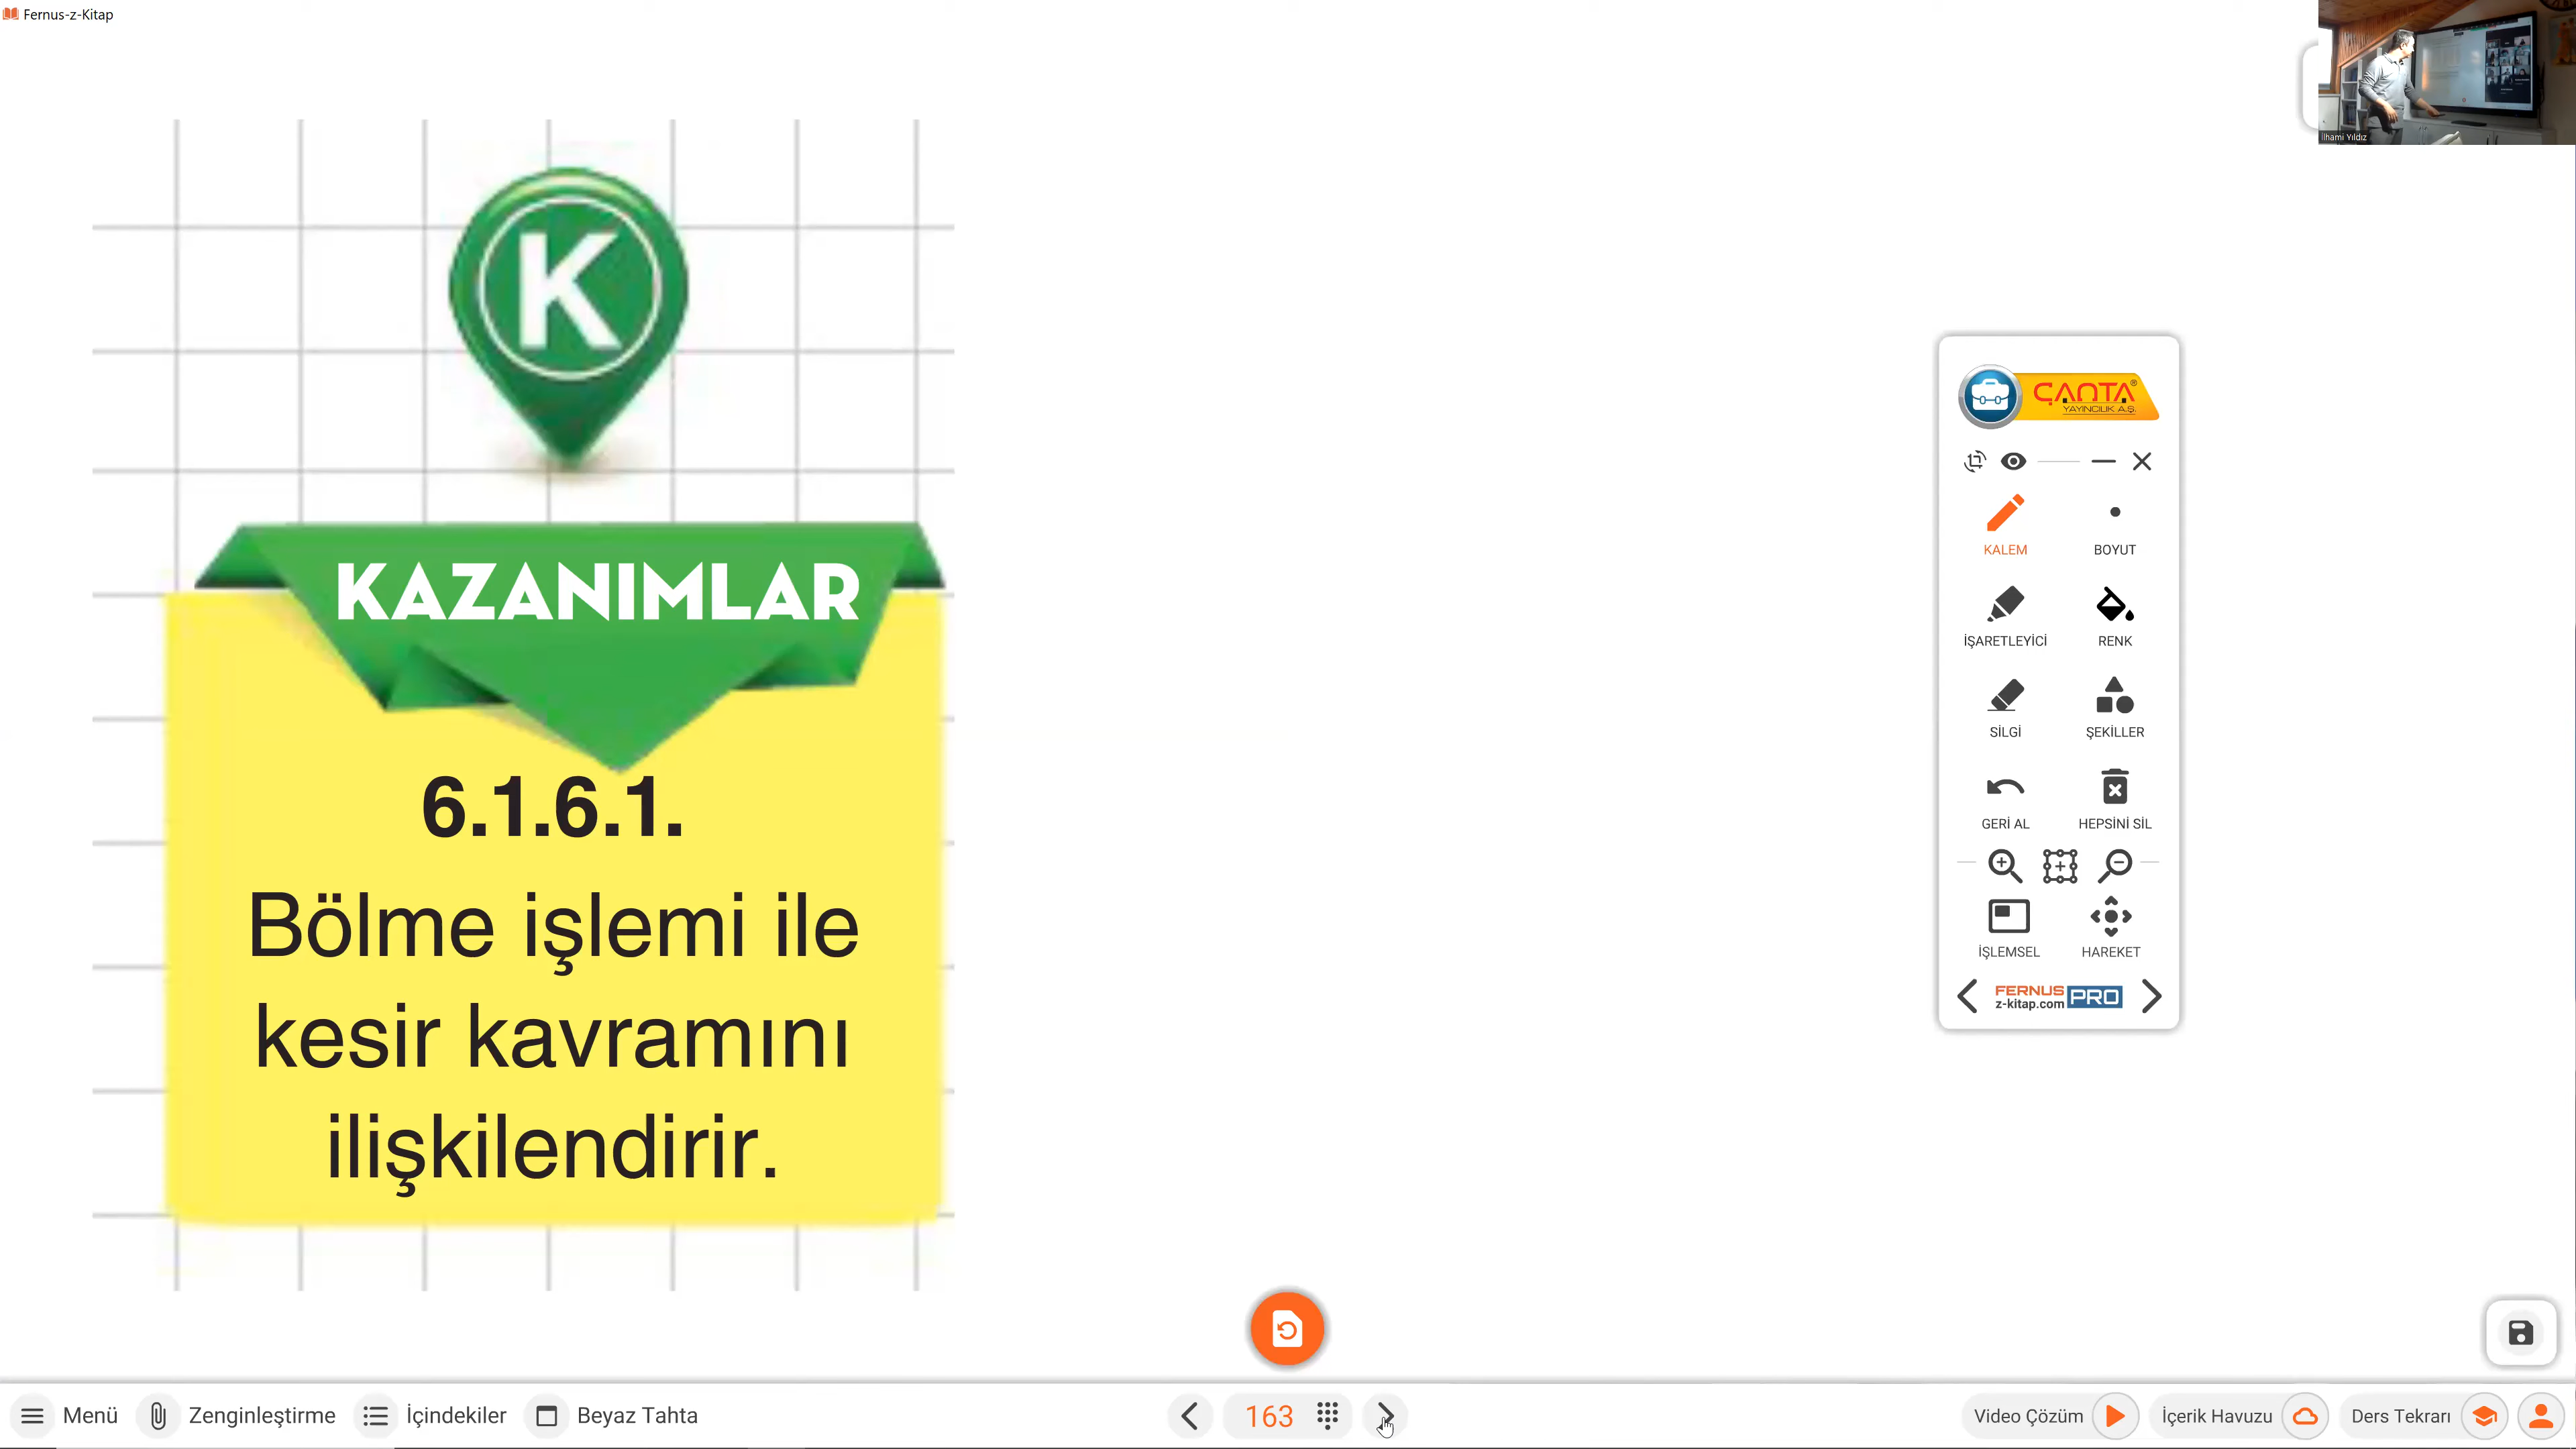 Fernus-z-Kitap
İlhami Yıldız
K
KAZANIMLAR
6.1.6.1.
Bölme işlemi ile
kesir kavramını
ilişkilendirir.
ÇANTA
YAYINCILIK A.Ş.
KALEM
BOYUT
İŞARETLEYİCİ
RENK
SİLGİ
ŞEKİLLER
GERİ AL
HEPSİNİ SİL
İŞLEMSEL
HAREKET
FERNUS
z-kitap.com
PRO
Menü
Zenginleştirme
İçindekiler
Beyaz Tahta
163
Video Çözüm
İçerik Havuzu
Ders Tekrarı